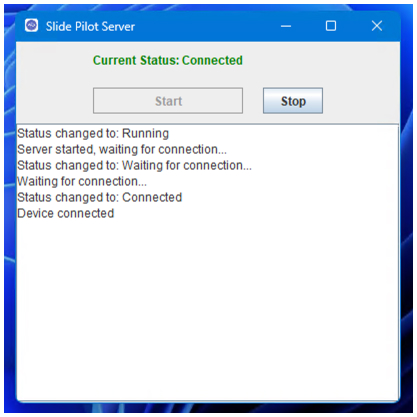 Slide Pilot Server
Current Status: Connected
Start
Stop
Status changed to: Running
Server started, waiting for connection...
Status changed to: Waiting for connection...
Waiting for connection...
Status changed to: Connected
Device connected